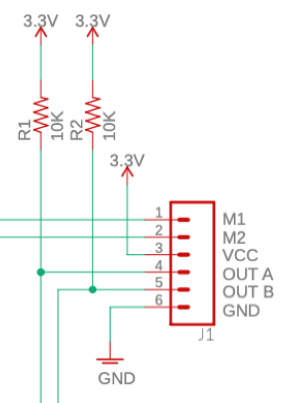 3.3V 3.3V
R1 10K R2 10K
3.3V
1 M1
2 M2
3 VCC
4 OUT A
5 OUT B
6 GND
J1
GND